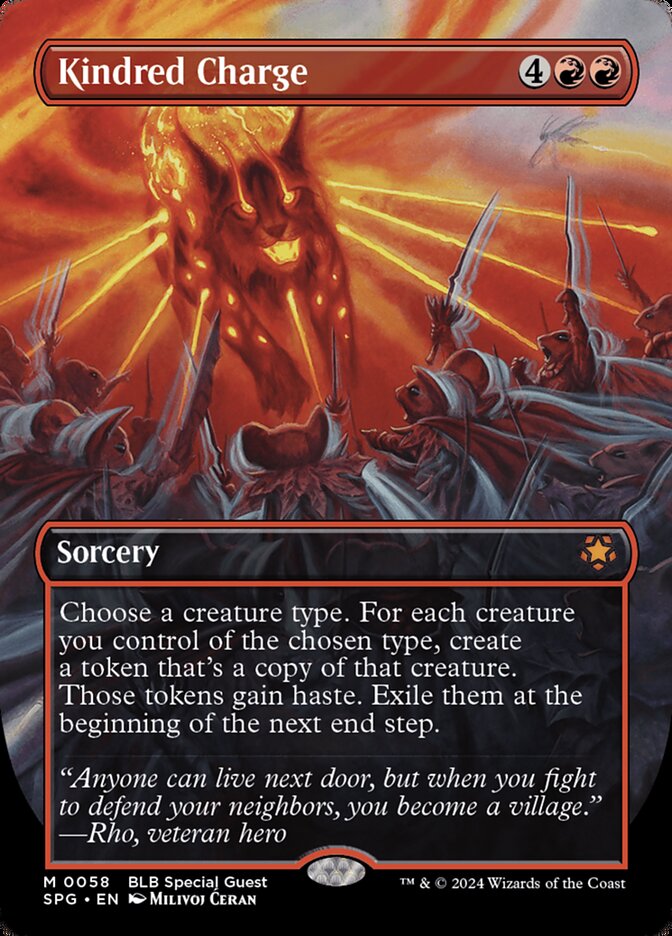 Kindred Charge 4
Sorcery
Choose a creature type. For each creature
you control of the chosen type, create
a token that's a copy of that creature.
Those tokens gain haste. Exile them at the
beginning of the next end step.
“Anyone can live next door, but when you fight
to defend your neighbors, you become a village.”
—Rho, veteran hero
M 0058 BLB Special Guest
SPG • EN Milivoj Ceran
™ & © 2024 Wizards of the Coast